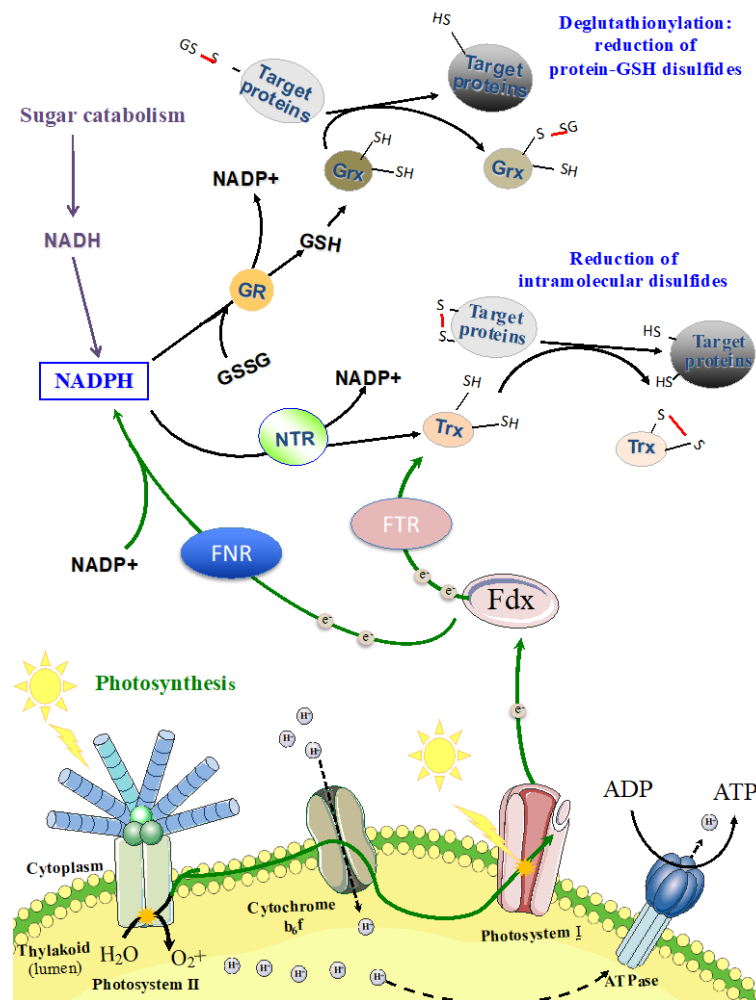 Deglutathionylation:
reduction of
protein-GSH disulfides
HS
GS
S
Target
proteins
Target
proteins
Sugar catabolism
SH
SH
Grx
S
SG
SH
Grx
NADP+
GSH
NADH
GR
GSSG
Reduction of
intramolecular disulfides
S
S
Target
proteins
HS
HS
Target
proteins
NADPH
NADP+
NTR
SH
SH
Trx
S
S
Trx
FTR
FNR
NADP+
e-
e-
Fdx
e-
e-
Photosynthesis
e-
H+
H+
H+
ADP
ATP
H+
Cytoplasm
Cytochrome
b6f
Photosystem I
H+
Thylakoid
(lumen)
H2O
O2+
Photosystem II
H+
H+
H+
H+
H+
ATPase